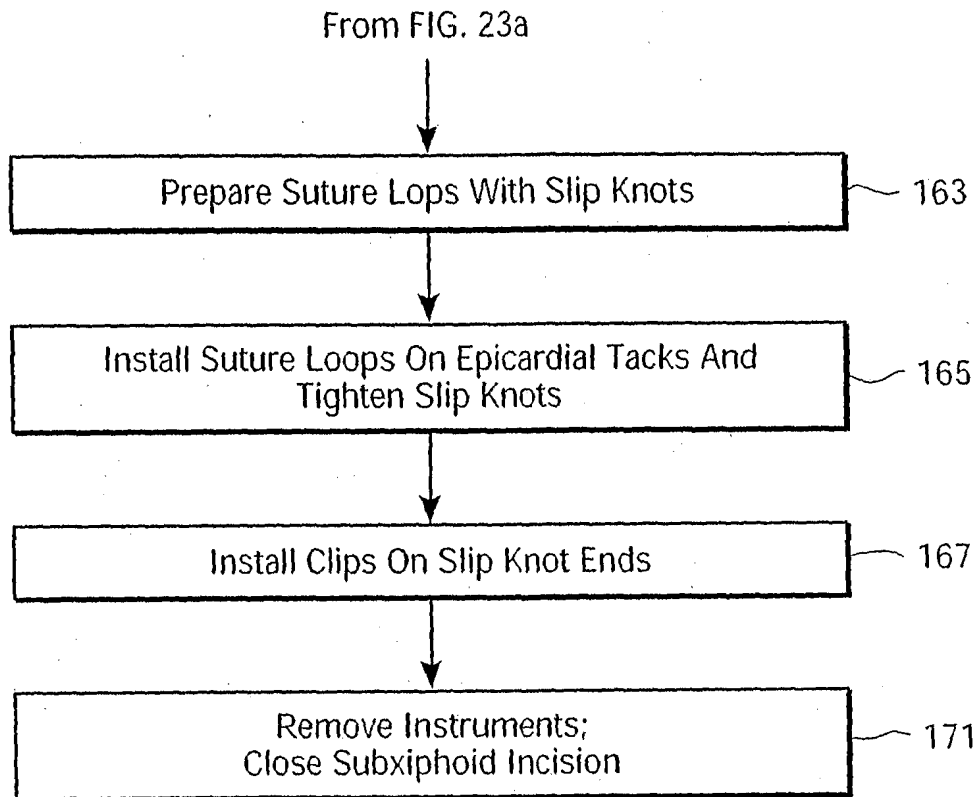 From FIG. 23a
Prepare Suture Lops With Slip Knots
163
Install Suture Loops On Epicardial Tacks And
Tighten Slip Knots
165
Install Clips On Slip Knot Ends
167
Remove Instruments;
Close Subxiphoid Incision
171